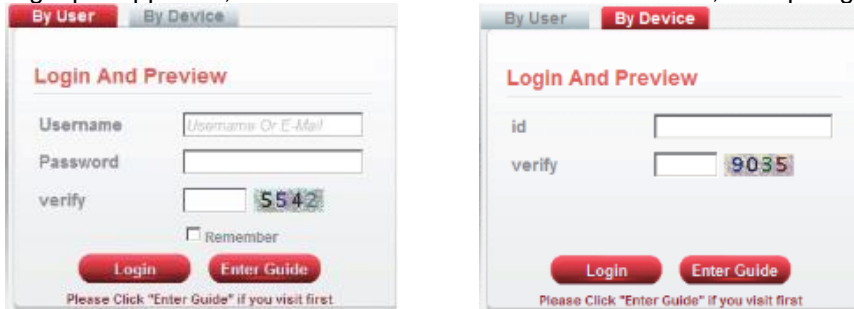 By User By Device
Login And Preview
Username Username Or E-Mail
Password
verify 5542
Remember
Login Enter Guide
Please Click "Enter Guide" if you visit first
By User By Device
Login And Preview
id
verify 9035
Login Enter Guide
Please Click "Enter Guide" if you visit first